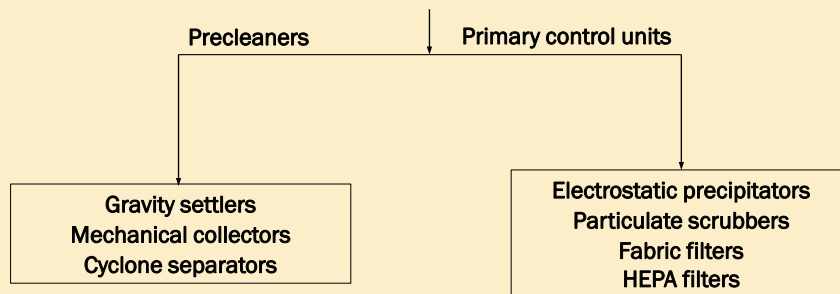 Precleaners
Primary control units
Gravity settlers
Mechanical collectors
Cyclone separators
Electrostatic precipitators
Particulate scrubbers
Fabric filters
HEPA filters